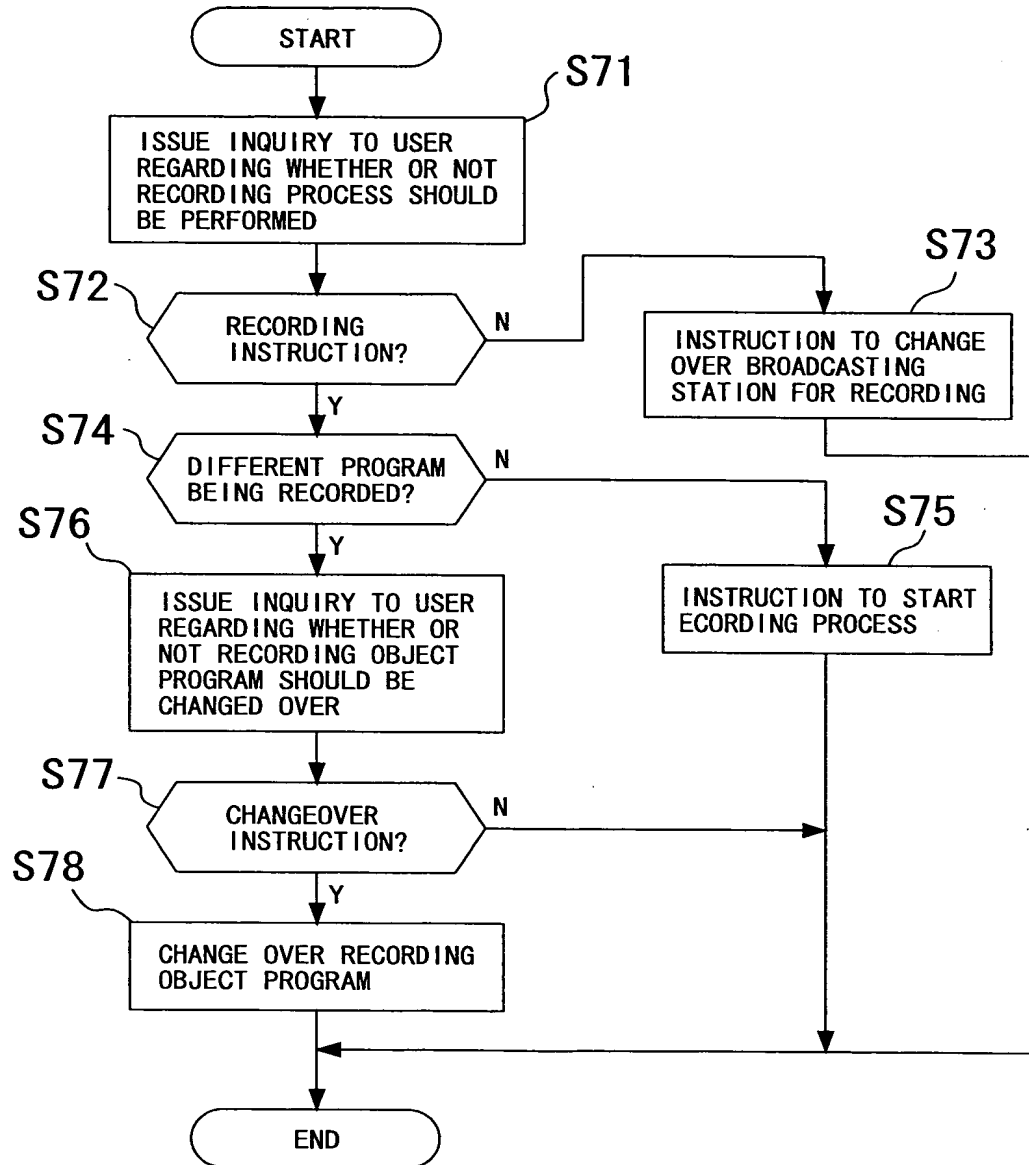 START
S71
ISSUE INQUIRY TO USER
REGARDING WHETHER OR NOT
RECORDING PROCESS SHOULD
BE PERFORMED
S72
RECORDING
INSTRUCTION?
N
Y
S73
INSTRUCTION TO CHANGE
OVER BROADCASTING
STATION FOR RECORDING
S74
DIFFERENT PROGRAM
BEING RECORDED?
N
Y
S75
INSTRUCTION TO START
ECORDING PROCESS
S76
ISSUE INQUIRY TO USER
REGARDING WHETHER OR
NOT RECORDING OBJECT
PROGRAM SHOULD BE
CHANGED OVER
S77
CHANGEOVER
INSTRUCTION?
N
Y
S78
CHANGE OVER RECORDING
OBJECT PROGRAM
END